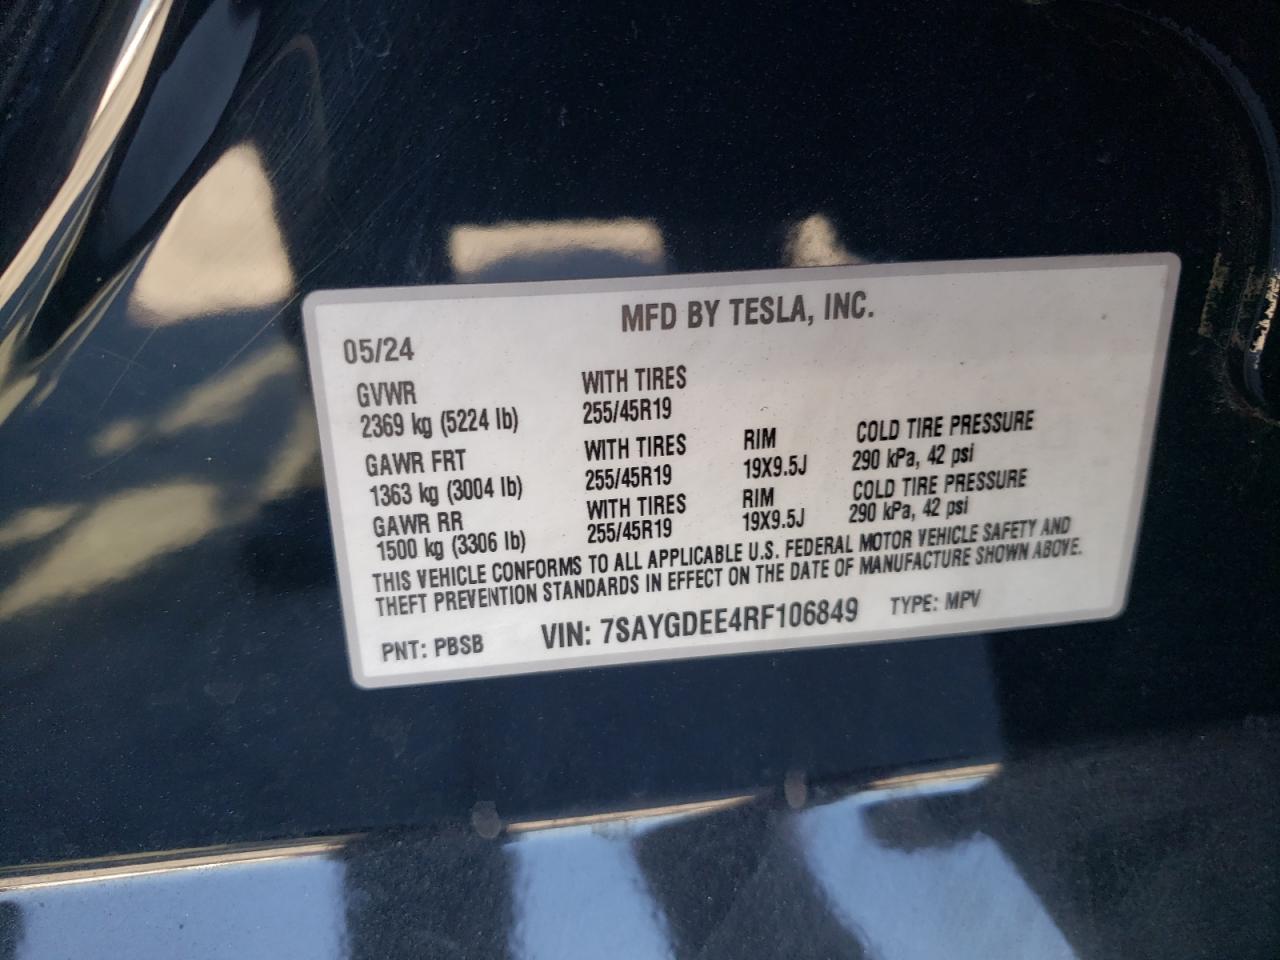 MFD BY TESLA, INC.
05/24
GVWR WITH TIRES
2369 kg (5224 lb) 255/45R19
GAWR FRT WITH TIRES RIM COLD TIRE PRESSURE
1363 kg (3004 lb) 255/45R19 19X9.5J 290 kPa, 42 psi
GAWR RR WITH TIRES RIM COLD TIRE PRESSURE
1500 kg (3306 lb) 255/45R19 19X9.5J 290 kPa, 42 psi
THIS VEHICLE CONFORMS TO ALL APPLICABLE U.S. FEDERAL MOTOR VEHICLE SAFETY AND
THEFT PREVENTION STANDARDS IN EFFECT ON THE DATE OF MANUFACTURE SHOWN ABOVE.
PNT: PBSB VIN: 7SAYGDEE4RF106849 TYPE: MPV